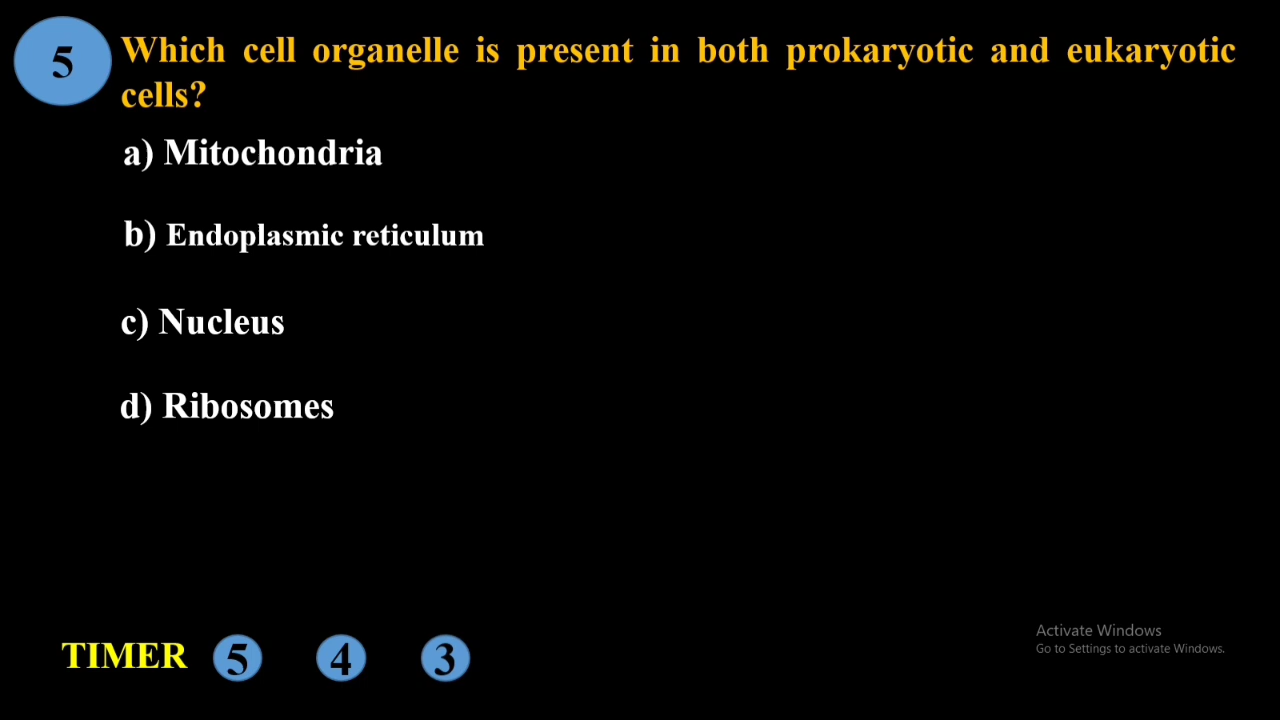 5
Which cell organelle is present in both prokaryotic and eukaryotic
cells?
a) Mitochondria
b) Endoplasmic reticulum
c) Nucleus
d) Ribosomes
TIMER 5 4 3
Activate Windows
Go to Settings to activate Windows.